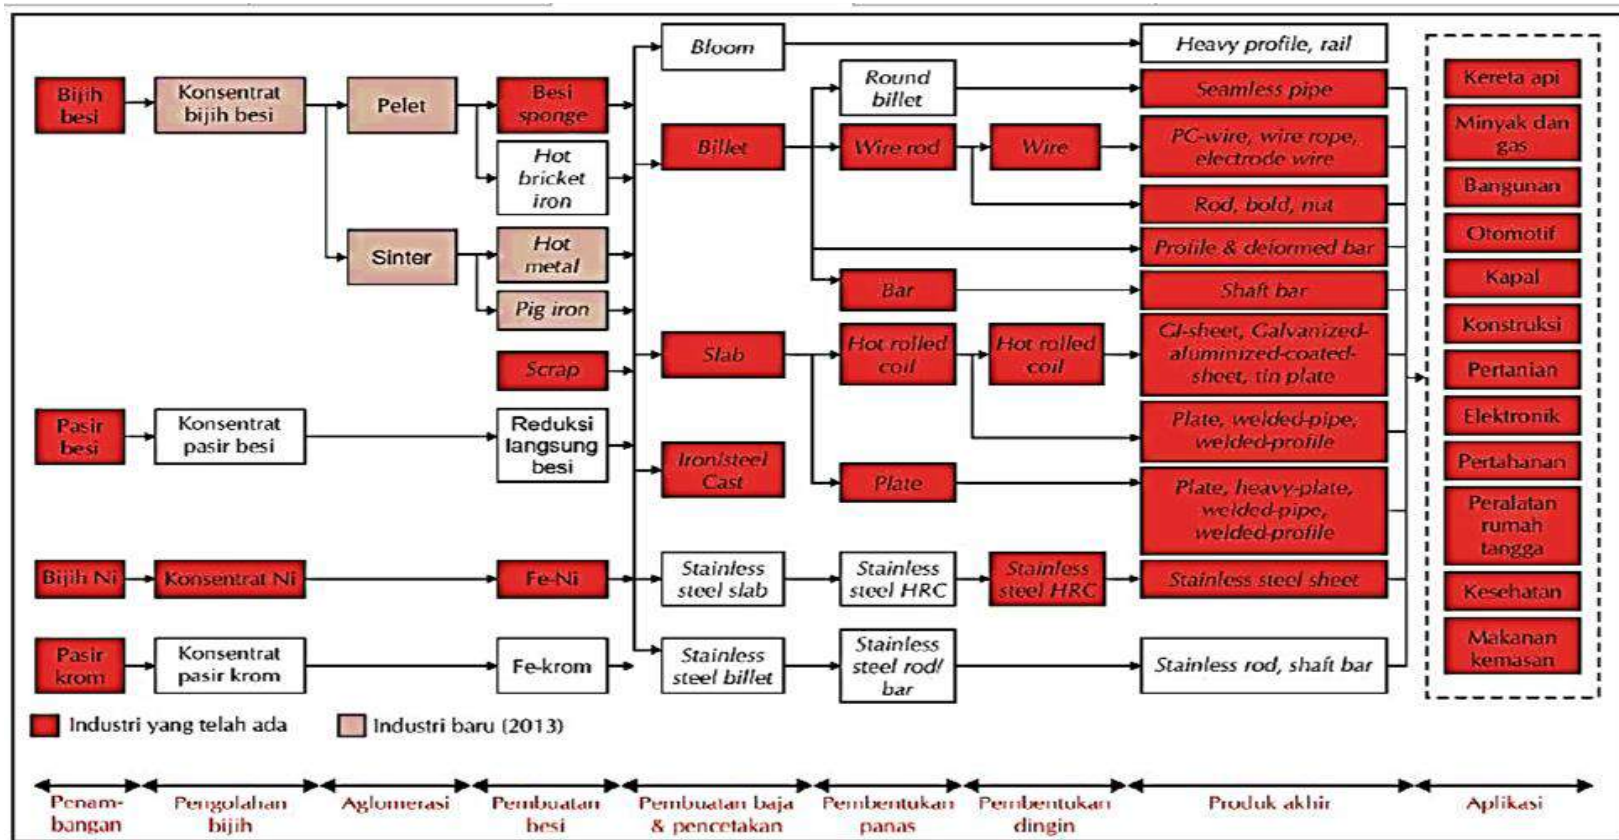 Bijih
besi
Konsentrat
bijih besi
Pelet
Besi
sponge
Hot
bricket
iron
Sinter
Hot
metal
Pig iron
Scrap
Pasir
besi
Konsentrat
pasir besi
Reduksi
langsung
besi
Bijih Ni
Konsentrat Ni
Fe-Ni
Pasir
krom
Konsentrat
pasir krom
Fe-krom
Bloom
Billet
Slab
Iron/steel
Cast
Stainless
steel slab
Stainless
steel billet
Round
billet
Wire rod
Bar
Hot rolled
coil
Plate
Stainless
steel HRC
Stainless
steel rod/
bar
Wire
Hot rolled
coil
Stainless
steel HRC
Heavy profile, rail
Seamless pipe
PC-wire, wire rope,
electrode wire
Rod, bold, nut
Profile & deformed bar
Shaft bar
GI-sheet, Galvanized-
aluminized-coated-
sheet, tin plate
Plate, welded-pipe,
welded-profile
Plate, heavy-plate,
welded-pipe,
welded-profile
Stainless steel sheet
Stainless rod, shaft bar
Kereta api
Minyak dan
gas
Bangunan
Otomotif
Kapal
Konstruksi
Pertanian
Elektronik
Pertahanan
Peralatan
rumah
tangga
Kesehatan
Makanan
kemasan
Industri yang telah ada
Industri baru (2013)
Penam-
bangan
Pengolahan
bijih
Aglomerasi
Pembuatan
besi
Pembuatan baja
& pencetakan
Pembentukan
panas
Pembentukan
dingin
Produk akhir
Aplikasi